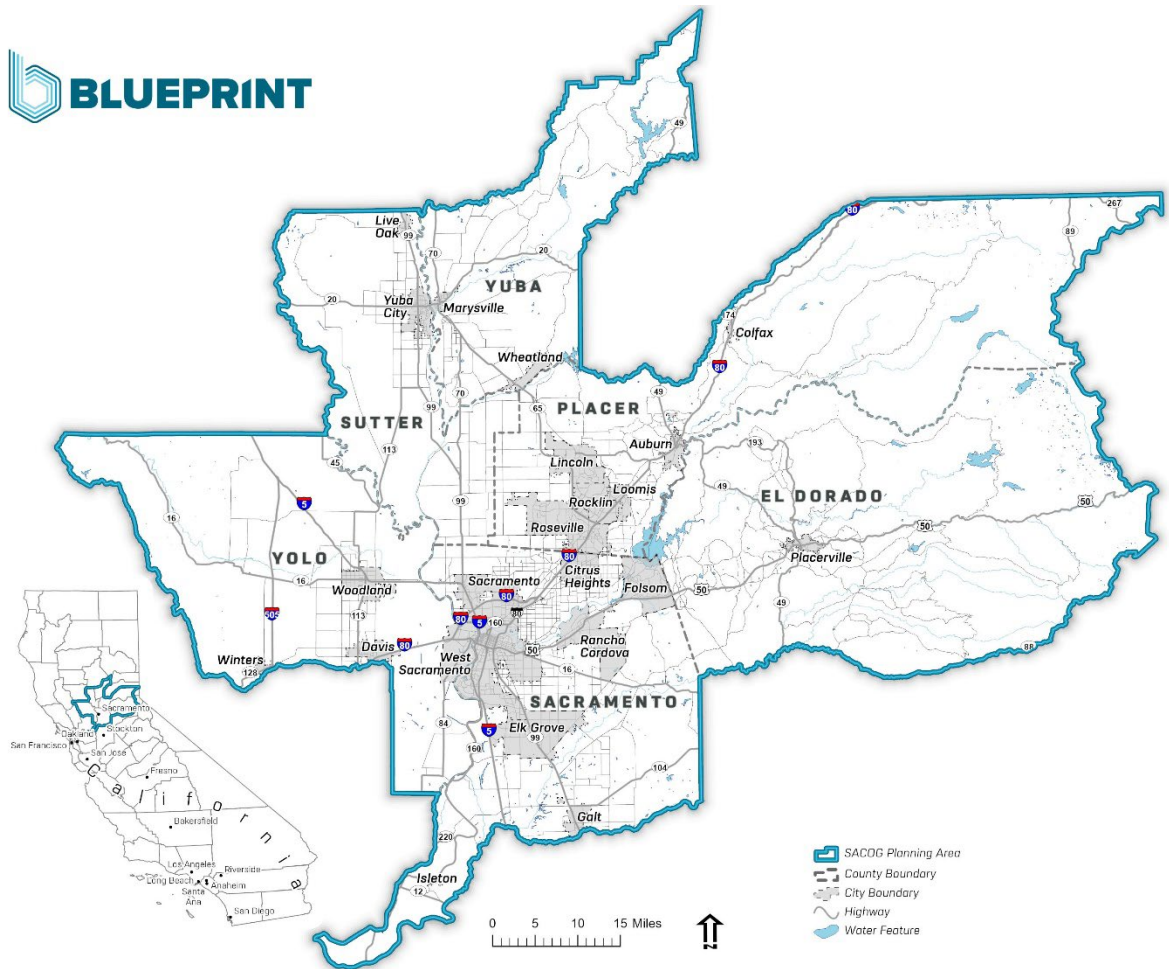 BLUEPRINT
49
80
267
89
Live
Oak
99
70
20
YUBA
20
Yuba
City
Marysville
74
Colfax
80
Wheatland
70
49
99
65
PLACER
SUTTER
Auburn
193
113
45
Lincoln
Loomis
49
EL DORADO
Rocklin
50
5
99
16
Roseville
50
YOLO
80
Placerville
Citrus
Heights
16
Woodland
Sacramento
80
Folsom
50
505
113
80
5
160
80
49
Davis
80
Rancho
Cordova
50
West
Sacramento
16
88
Winters
128
SACRAMENTO
Elk Grove
84
5
99
160
104
Galt
220
Isleton
12
Sacramento
Oakland
Stockton
San Francisco
San Jose
Fresno
California
Bakersfield
Los Angeles
Riverside
Long Beach
Anaheim
Santa
Ana
San Diego
SACOG Planning Area
County Boundary
City Boundary
Highway
Water Feature
0 5 10 15 Miles
N